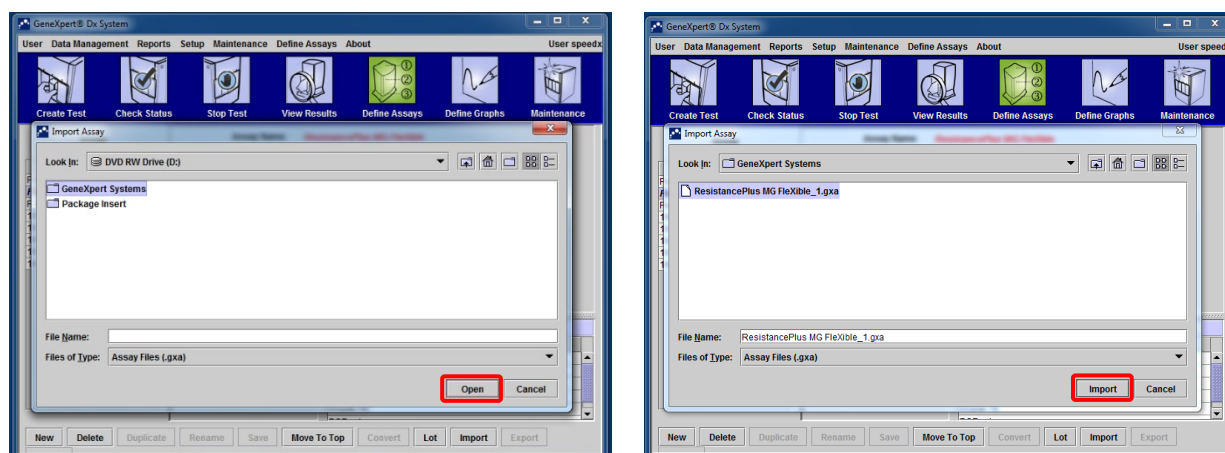 GeneXpert® Dx System
User Data Management Reports Setup Maintenance Define Assays About User speedx
Create Test Check Status Stop Test View Results Define Assays Define Graphs Maintenance
Import Assay
Look In: DVD RW Drive (D:)
GeneXpert Systems
Package Insert
File Name:
Files of Type: Assay Files (.gxa)
Open Cancel
New Delete Duplicate Rename Save Move To Top Convert Lot Import Export
GeneXpert® Dx System
User Data Management Reports Setup Maintenance Define Assays About User speed
Create Test Check Status Stop Test View Results Define Assays Define Graphs Maintenance
Import Assay
Look In: GeneXpert Systems
ResistancePlus MG FleXible_1.gxa
File Name: ResistancePlus MG FleXible_1.gxa
Files of Type: Assay Files (.gxa)
Import Cancel
New Delete Duplicate Rename Save Move To Top Convert Lot Import Export